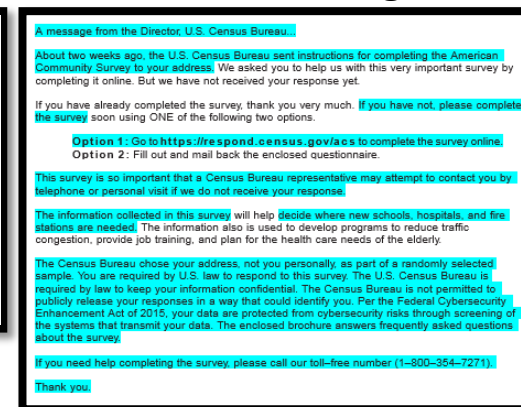 A message from the Director, U.S. Census Bureau...
About two weeks ago, the U.S. Census Bureau sent instructions for completing the American
Community Survey to your address. We asked you to help us with this very important survey by
completing it online. But we have not received your response yet.
If you have already completed the survey, thank you very much. If you have not, please complete
the survey soon using ONE of the following two options.
Option 1: Go to https://respond.census.gov/acs to complete the survey online.
Option 2: Fill out and mail back the enclosed questionnaire.
This survey is so important that a Census Bureau representative may attempt to contact you by
telephone or personal visit if we do not receive your response.
The information collected in this survey will help decide where new schools, hospitals, and fire
stations are needed. The information also is used to develop programs to reduce traffic
congestion, provide job training, and plan for the health care needs of the elderly.
The Census Bureau chose your address, not you personally, as part of a randomly selected
sample. You are required by U.S. law to respond to this survey. The U.S. Census Bureau is
required by law to keep your information confidential. The Census Bureau is not permitted to
publicly release your responses in a way that could identify you. Per the Federal Cybersecurity
Enhancement Act of 2015, your data are protected from cybersecurity risks through screening of
the systems that transmit your data. The enclosed brochure answers frequently asked questions
about the survey.
If you need help completing the survey, please call our toll–free number (1–800–354–7271).
Thank you.